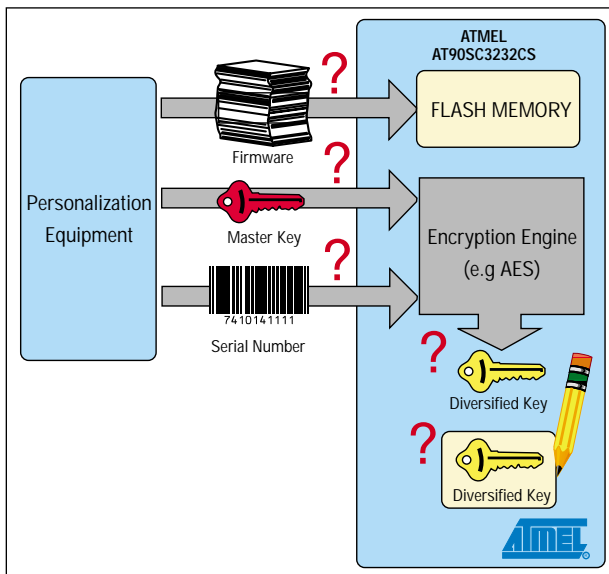 ATMEL
AT90SC3232CS
?
FLASH MEMORY
Firmware
?
Personalization
Equipment
Master Key
Encryption Engine
(e.g AES)
?
7410141111
Serial Number
?
Diversified Key
?
Diversified Key
ATMEL
R